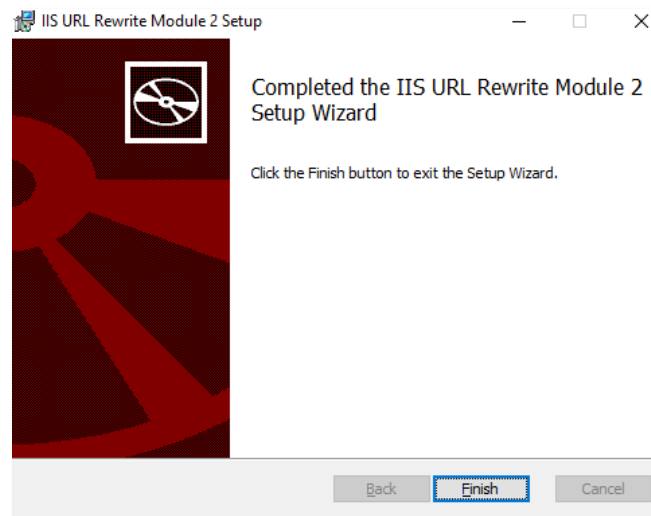 IIS URL Rewrite Module 2 Setup
Completed the IIS URL Rewrite Module 2
Setup Wizard
Click the Finish button to exit the Setup Wizard.
Back Finish Cancel